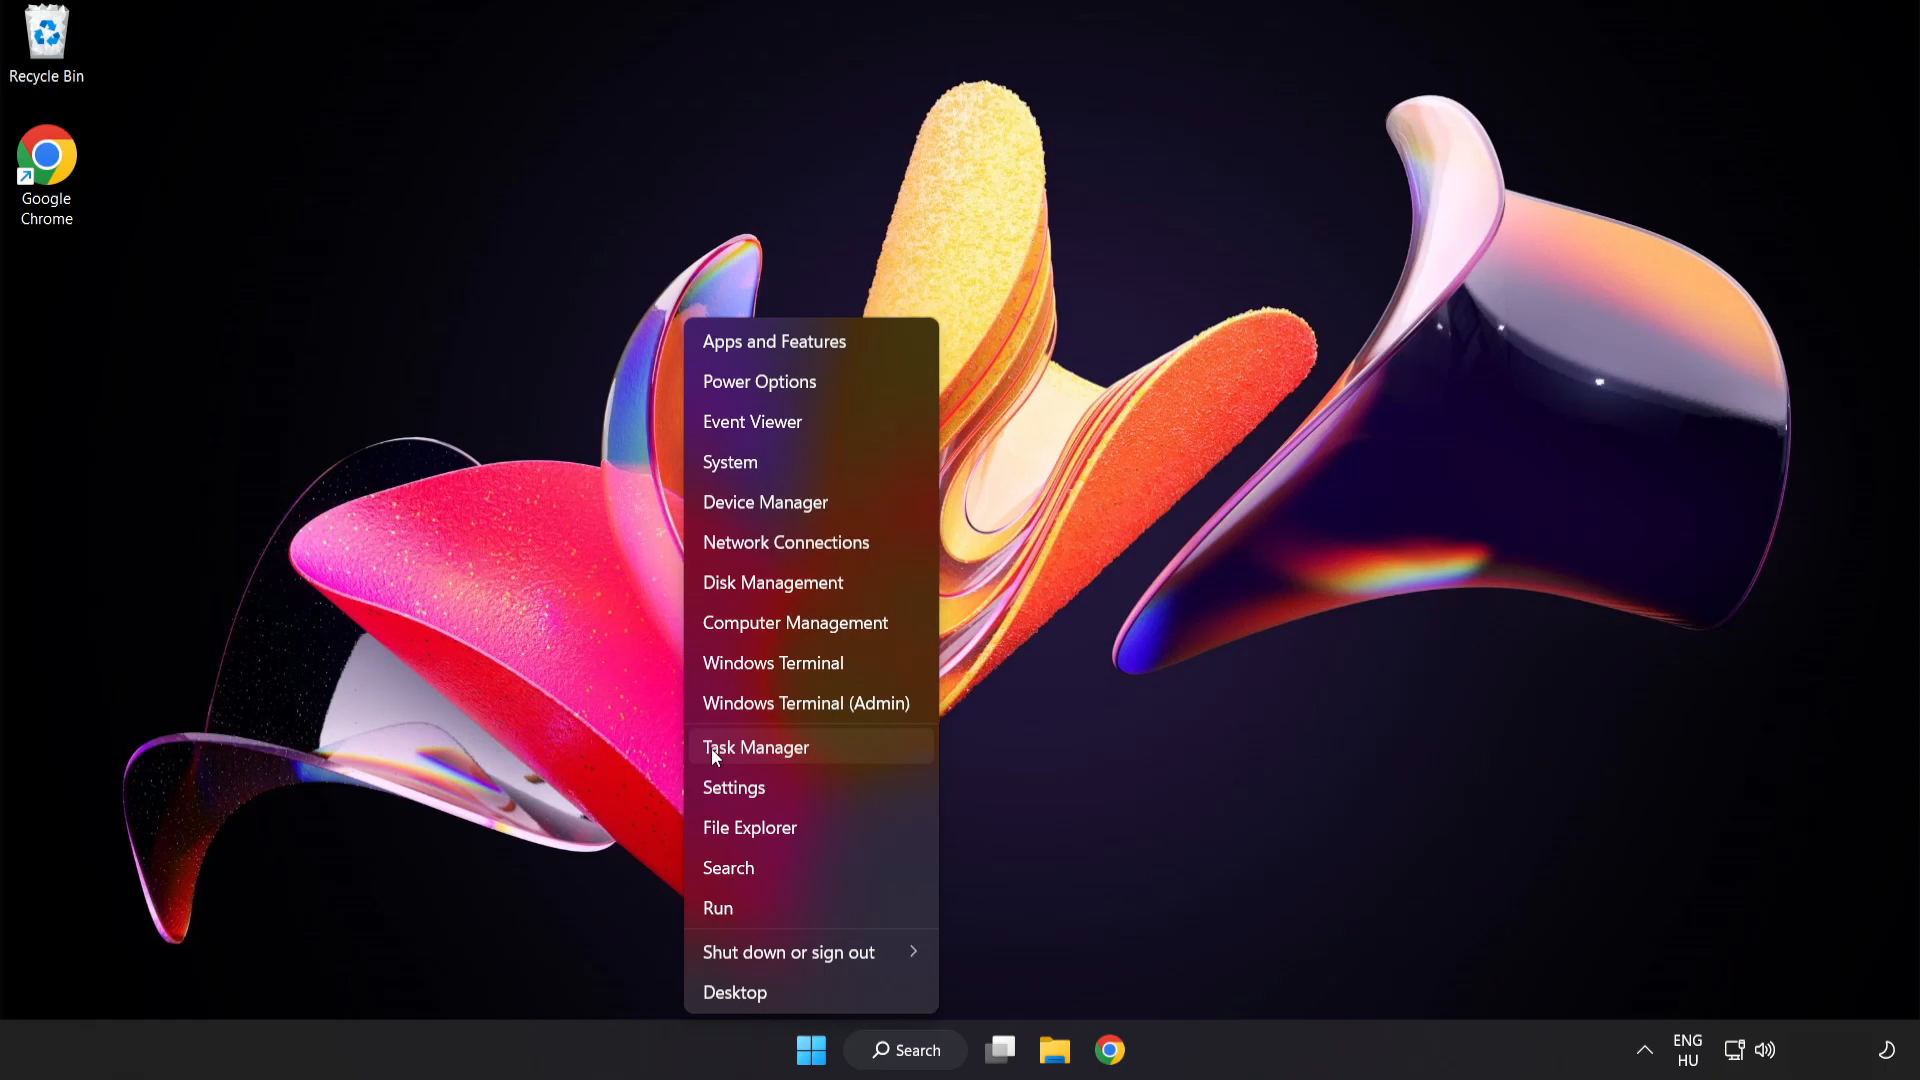 Recycle Bin
Google
Chrome
Apps and Features
Power Options
Event Viewer
System
Device Manager
Network Connections
Disk Management
Computer Management
Windows Terminal
Windows Terminal (Admin)
Task Manager
Settings
File Explorer
Search
Run
Shut down or sign out
Desktop
Search
ENG
HU